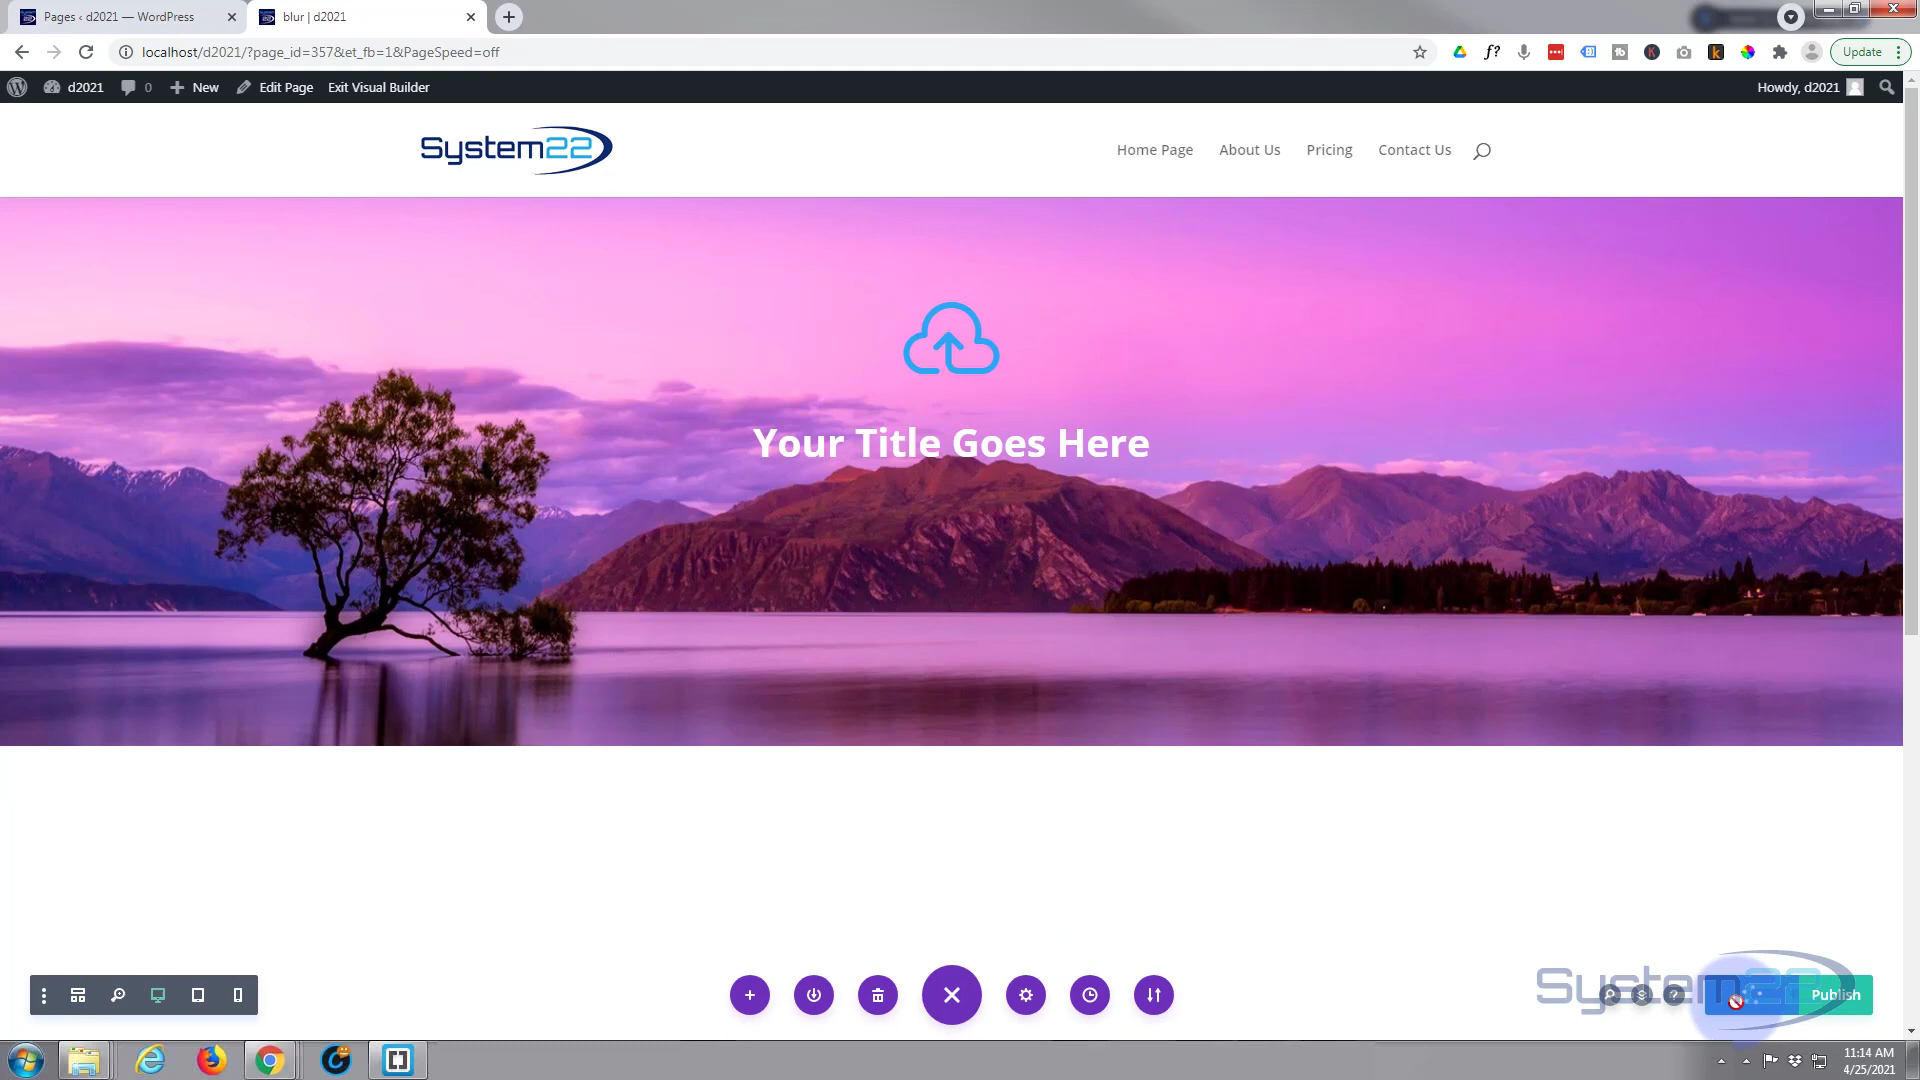 Pages ‹ d2021 — WordPress
blur | d2021
localhost/d2021/?page_id=357&et_fb=1&PageSpeed=off
f?
Update
d2021
0
New
Edit Page
Exit Visual Builder
Howdy, d2021
System22
Home Page
About Us
Pricing
Contact Us
Your Title Goes Here
System22
?
Publish
11:14 AM
4/25/2021